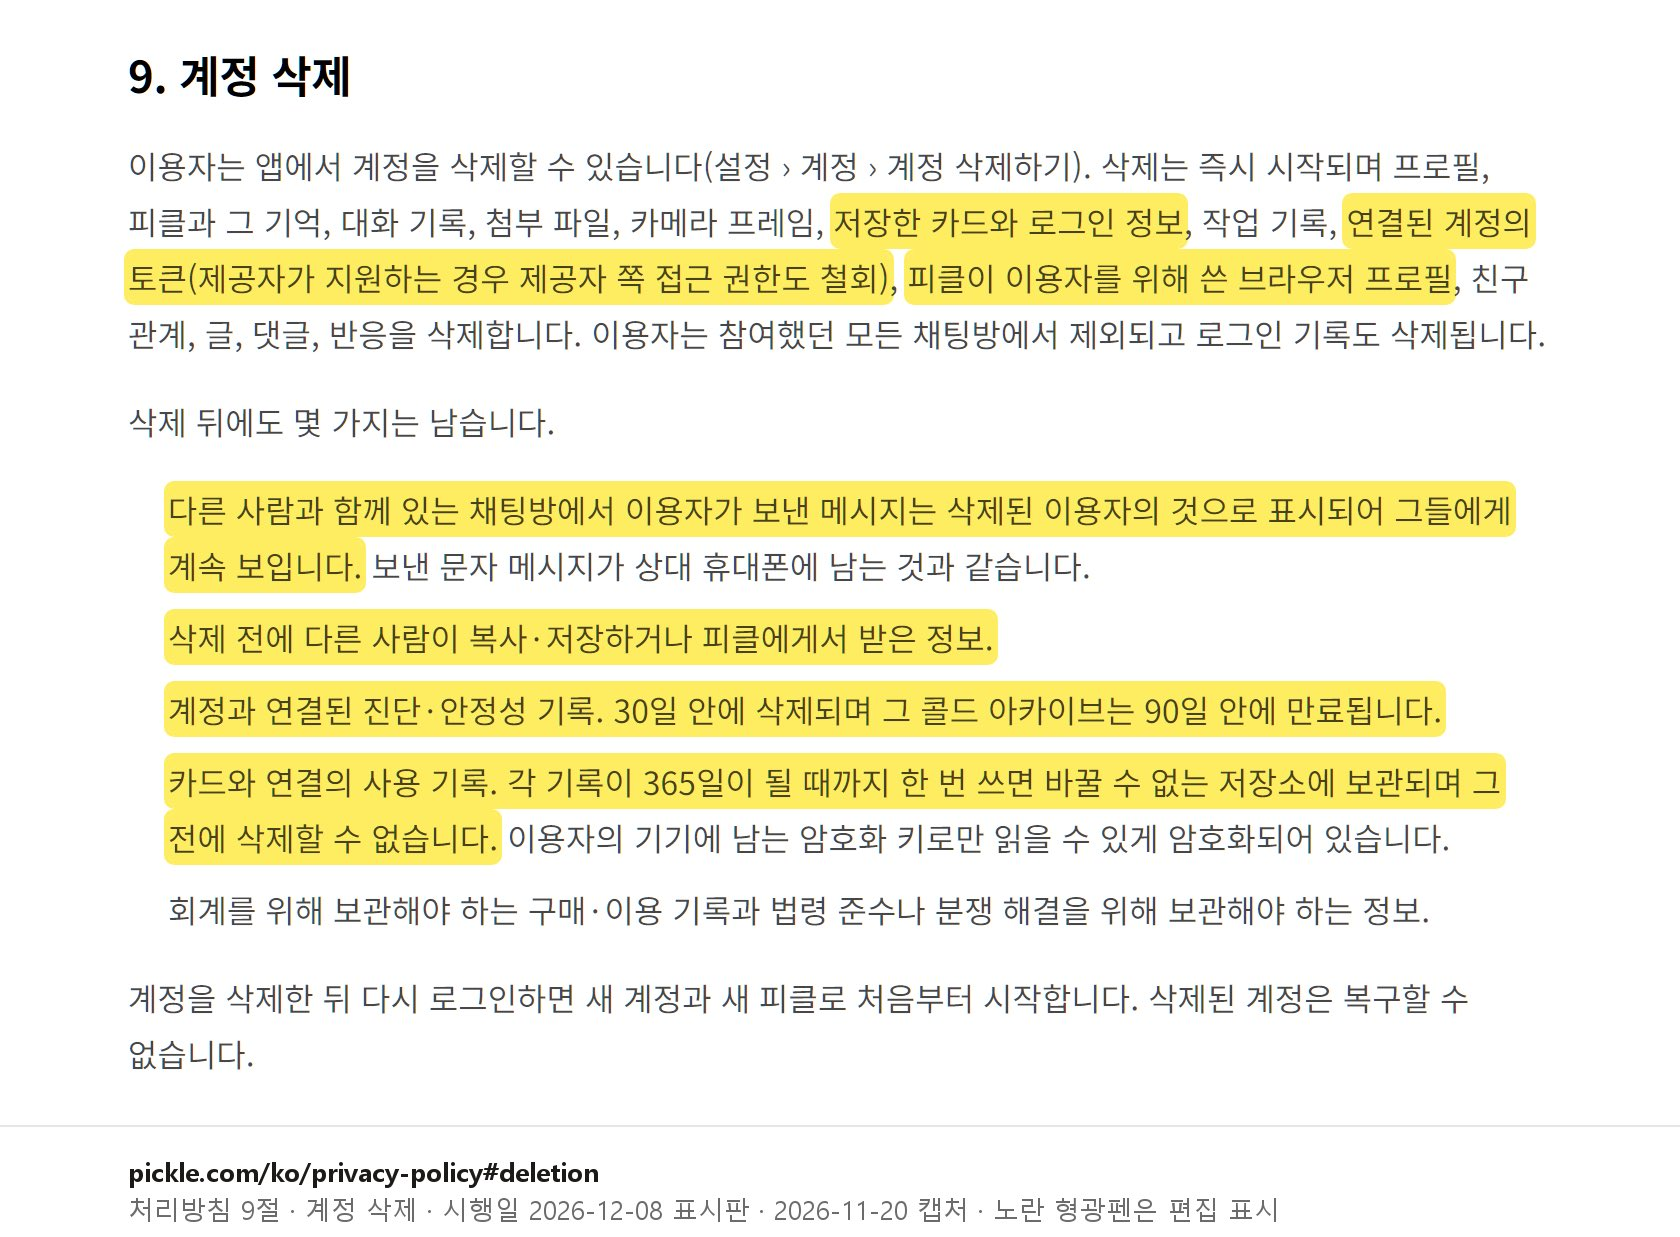 9. 계정 삭제
이용자는 앱에서 계정을 삭제할 수 있습니다(설정 › 계정 › 계정 삭제하기). 삭제는 즉시 시작되며 프로필,
피클과 그 기억, 대화 기록, 첨부 파일, 카메라 프레임, 저장한 카드와 로그인 정보, 작업 기록, 연결된 계정의
토큰(제공자가 지원하는 경우 제공자 쪽 접근 권한도 철회), 피클이 이용자를 위해 쓴 브라우저 프로필, 친구
관계, 글, 댓글, 반응을 삭제합니다. 이용자는 참여했던 모든 채팅방에서 제외되고 로그인 기록도 삭제됩니다.
삭제 뒤에도 몇 가지는 남습니다.
다른 사람과 함께 있는 채팅방에서 이용자가 보낸 메시지는 삭제된 이용자의 것으로 표시되어 그들에게
계속 보입니다. 보낸 문자 메시지가 상대 휴대폰에 남는 것과 같습니다.
삭제 전에 다른 사람이 복사·저장하거나 피클에게서 받은 정보.
계정과 연결된 진단·안정성 기록. 30일 안에 삭제되며 그 콜드 아카이브는 90일 안에 만료됩니다.
카드와 연결의 사용 기록. 각 기록이 365일이 될 때까지 한 번 쓰면 바꿀 수 없는 저장소에 보관되며 그
전에 삭제할 수 없습니다. 이용자의 기기에 남는 암호화 키로만 읽을 수 있게 암호화되어 있습니다.
회계를 위해 보관해야 하는 구매·이용 기록과 법령 준수나 분쟁 해결을 위해 보관해야 하는 정보.
계정을 삭제한 뒤 다시 로그인하면 새 계정과 새 피클로 처음부터 시작합니다. 삭제된 계정은 복구할 수
없습니다.
pickle.com/ko/privacy-policy#deletion
처리방침 9절 · 계정 삭제 · 시행일 2026-12-08 표시판 · 2026-11-20 캡처 · 노란 형광펜은 편집 표시